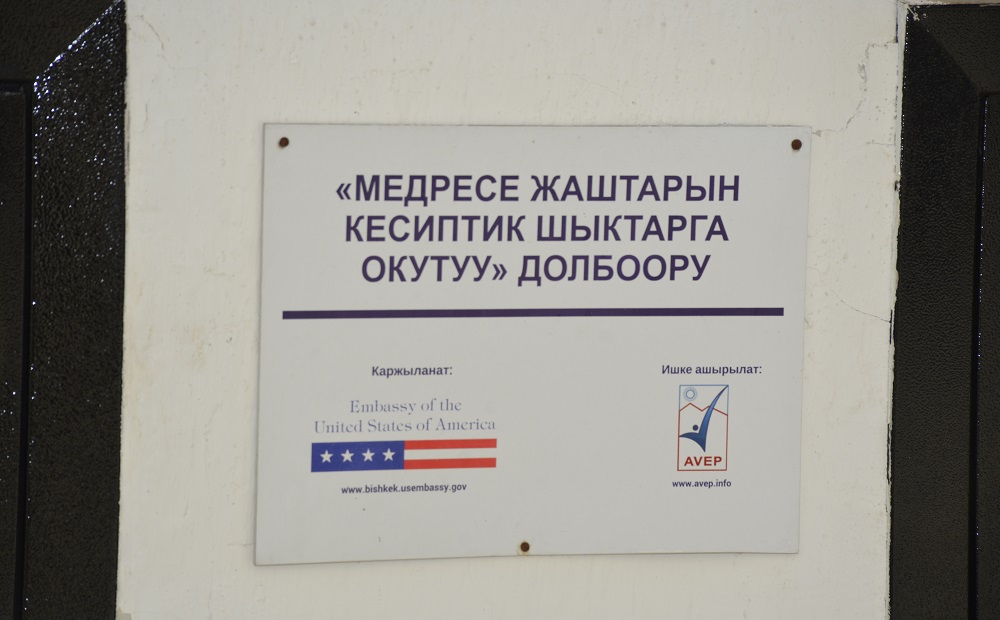 «МЕДРЕСЕ ЖАШТАРЫН
КЕСИПТИК ШЫКТАРГА
ОКУТУУ» ДОЛБООРУ
Каржыланат:
Embassy of the
United States of America
www.bishkek.usembassy.gov
Ишке ашырылат:
AVEP
www.avep.info